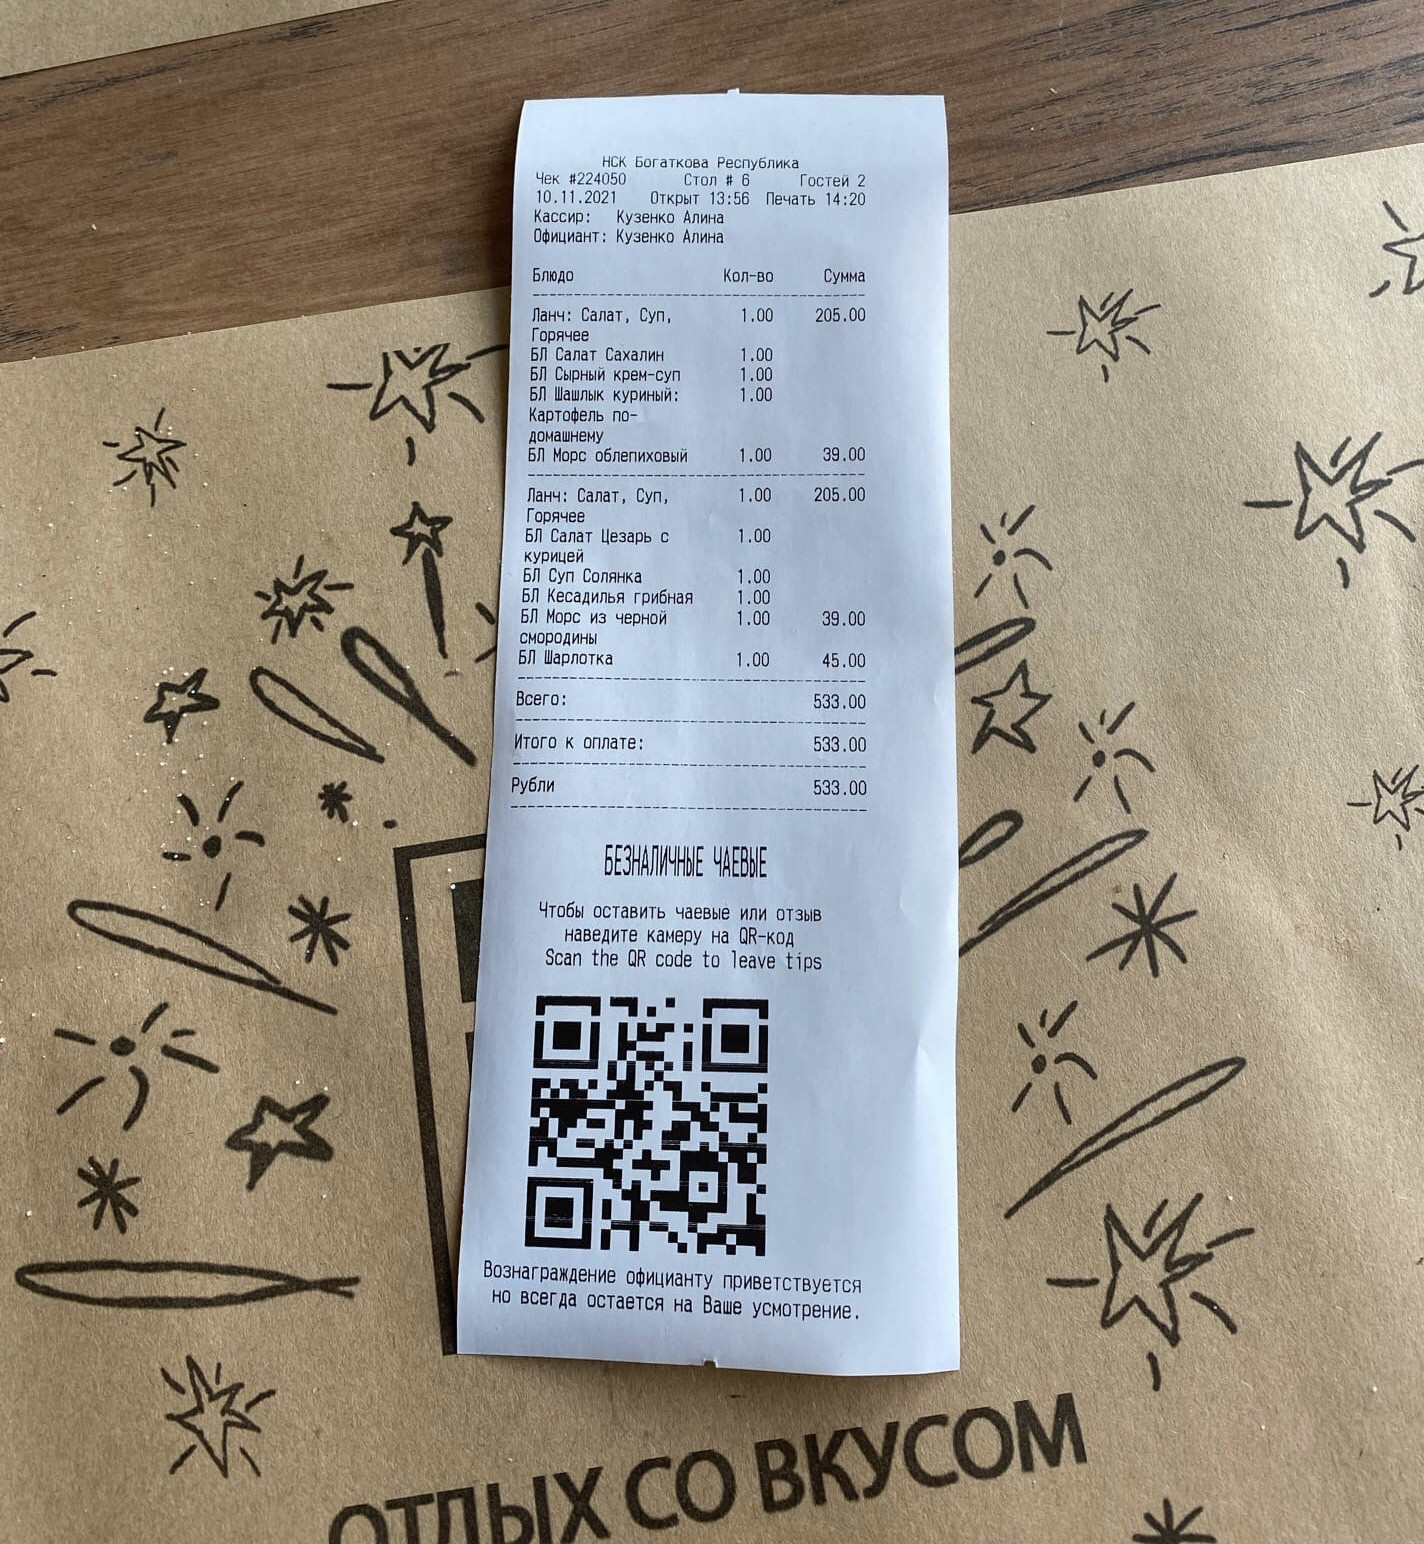 НСК Богаткова Республика
Чек #224050 Стол # 6 Гостей 2
10.11.2021 Открыт 13:56 Печать 14:20
Кассир: Кузенко Алина
Официант: Кузенко Алина
Блюдо Кол-во Сумма
Ланч: Салат, Суп, 1.00 205.00
Горячее
БЛ Салат Сахалин 1.00
БЛ Сырный крем-суп 1.00
БЛ Шашлык куриный: 1.00
Картофель по-
домашнему
БЛ Морс облепиховый 1.00 39.00
Ланч: Салат, Суп, 1.00 205.00
Горячее
БЛ Салат Цезарь с 1.00
курицей
БЛ Суп Солянка 1.00
БЛ Кесадилья грибная 1.00
БЛ Морс из черной 1.00 39.00
смородины
БЛ Шарлотка 1.00 45.00
Всего: 533.00
Итого к оплате: 533.00
Рубли 533.00
БЕЗНАЛИЧНЫЕ ЧАЕВЫЕ
Чтобы оставить чаевые или отзыв
наведите камеру на QR-код
Scan the QR code to leave tips
Вознаграждение официанту приветствуется
но всегда остается на Ваше усмотрение.
ОТДЫХ СО ВКУСОМ